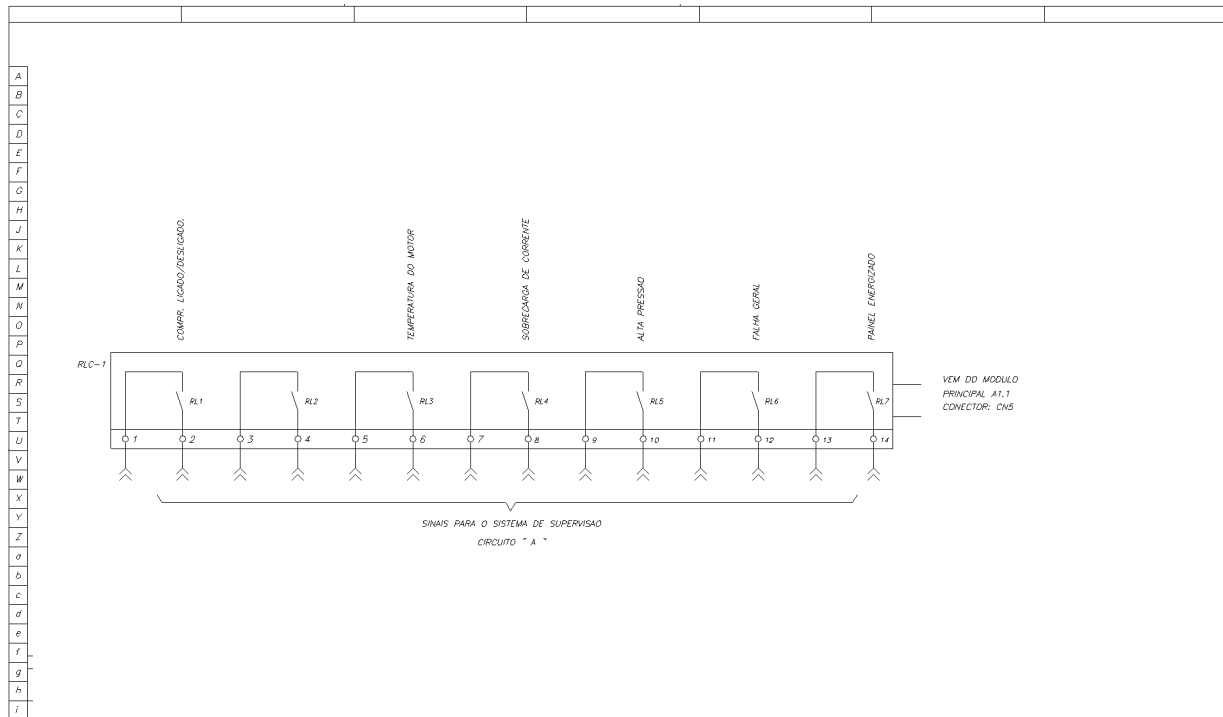 A
B
C
D
E
F
G
H
J
K
L
M
N
O
P
Q
R
S
T
U
V
W
X
Y
Z
a
b
c
d
e
f
g
h
i
COMPR. LIGADO/DESLIGADO.
TEMPERATURA DO MOTOR
SOBRECARGA DE CORRENTE
ALTA PRESSAO
FALHA GERAL
PAINEL ENERGIZADO
RLC-1
RL1
RL2
RL3
RL4
RL5
RL6
RL7
VEM DO MODULO
PRINCIPAL A1.1
CONECTOR: CN5
1 2 3 4 5 6 7 8 9 10 11 12 13 14
SINAIS PARA O SISTEMA DE SUPERVISAO
CIRCUITO " A "